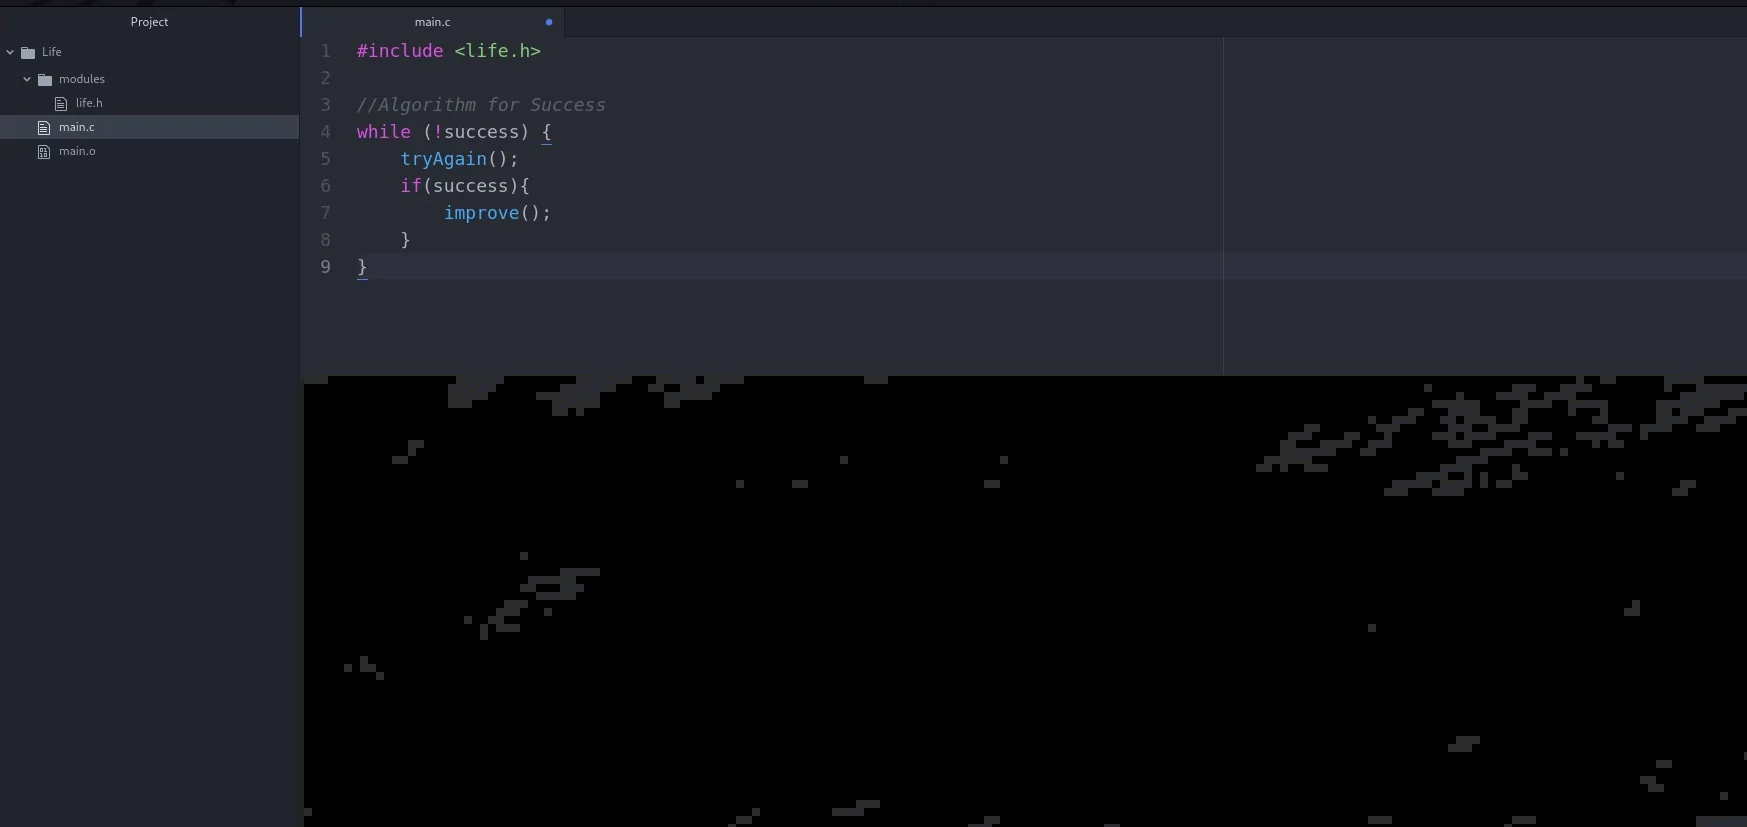 Project
Life
modules
life.h
main.c
main.o
main.c
1 #include <life.h>
2
3 //Algorithm for Success
4 while (!success) {
5     tryAgain();
6     if(success){
7         improve();
8     }
9 }